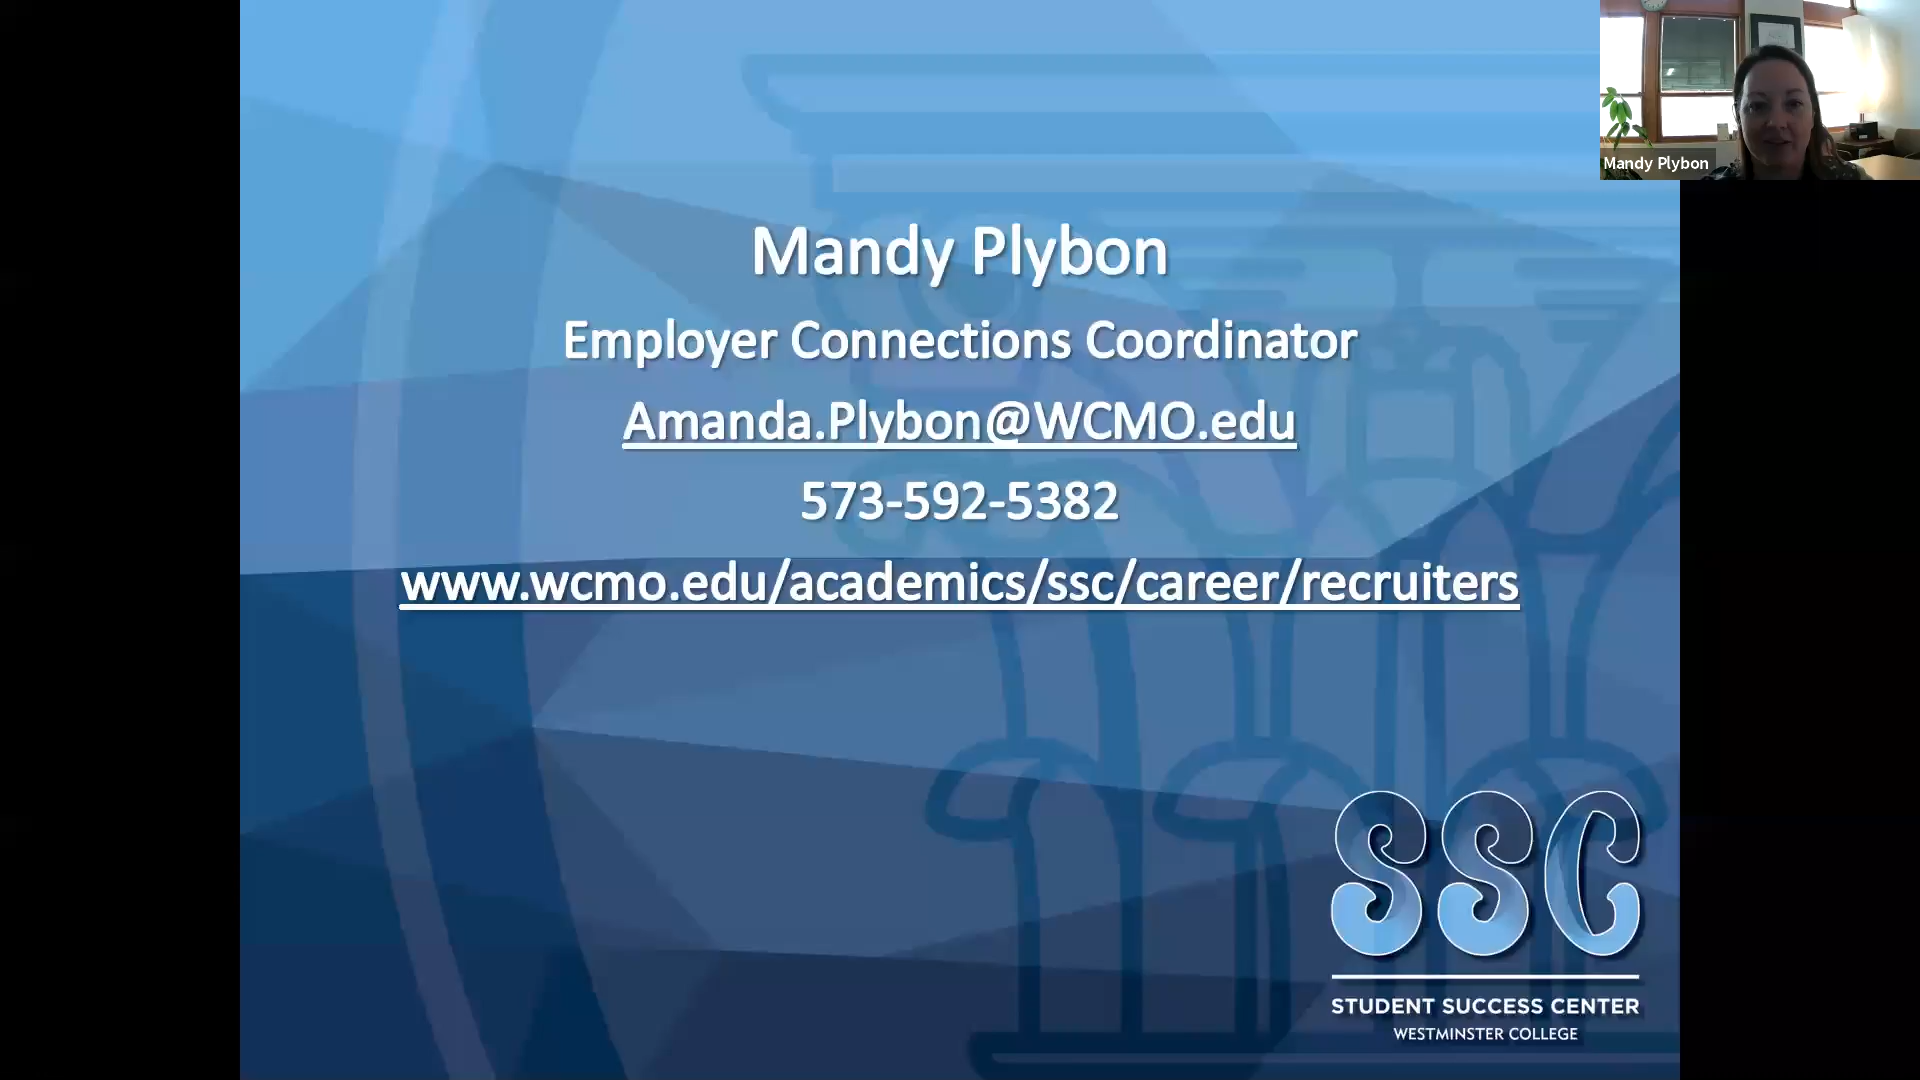 Mandy Plybon
Mandy Plybon
Employer Connections Coordinator
Amanda.Plybon@WCMO.edu
573-592-5382
www.wcmo.edu/academics/ssc/career/recruiters
SSC
STUDENT SUCCESS CENTER
WESTMINSTER COLLEGE